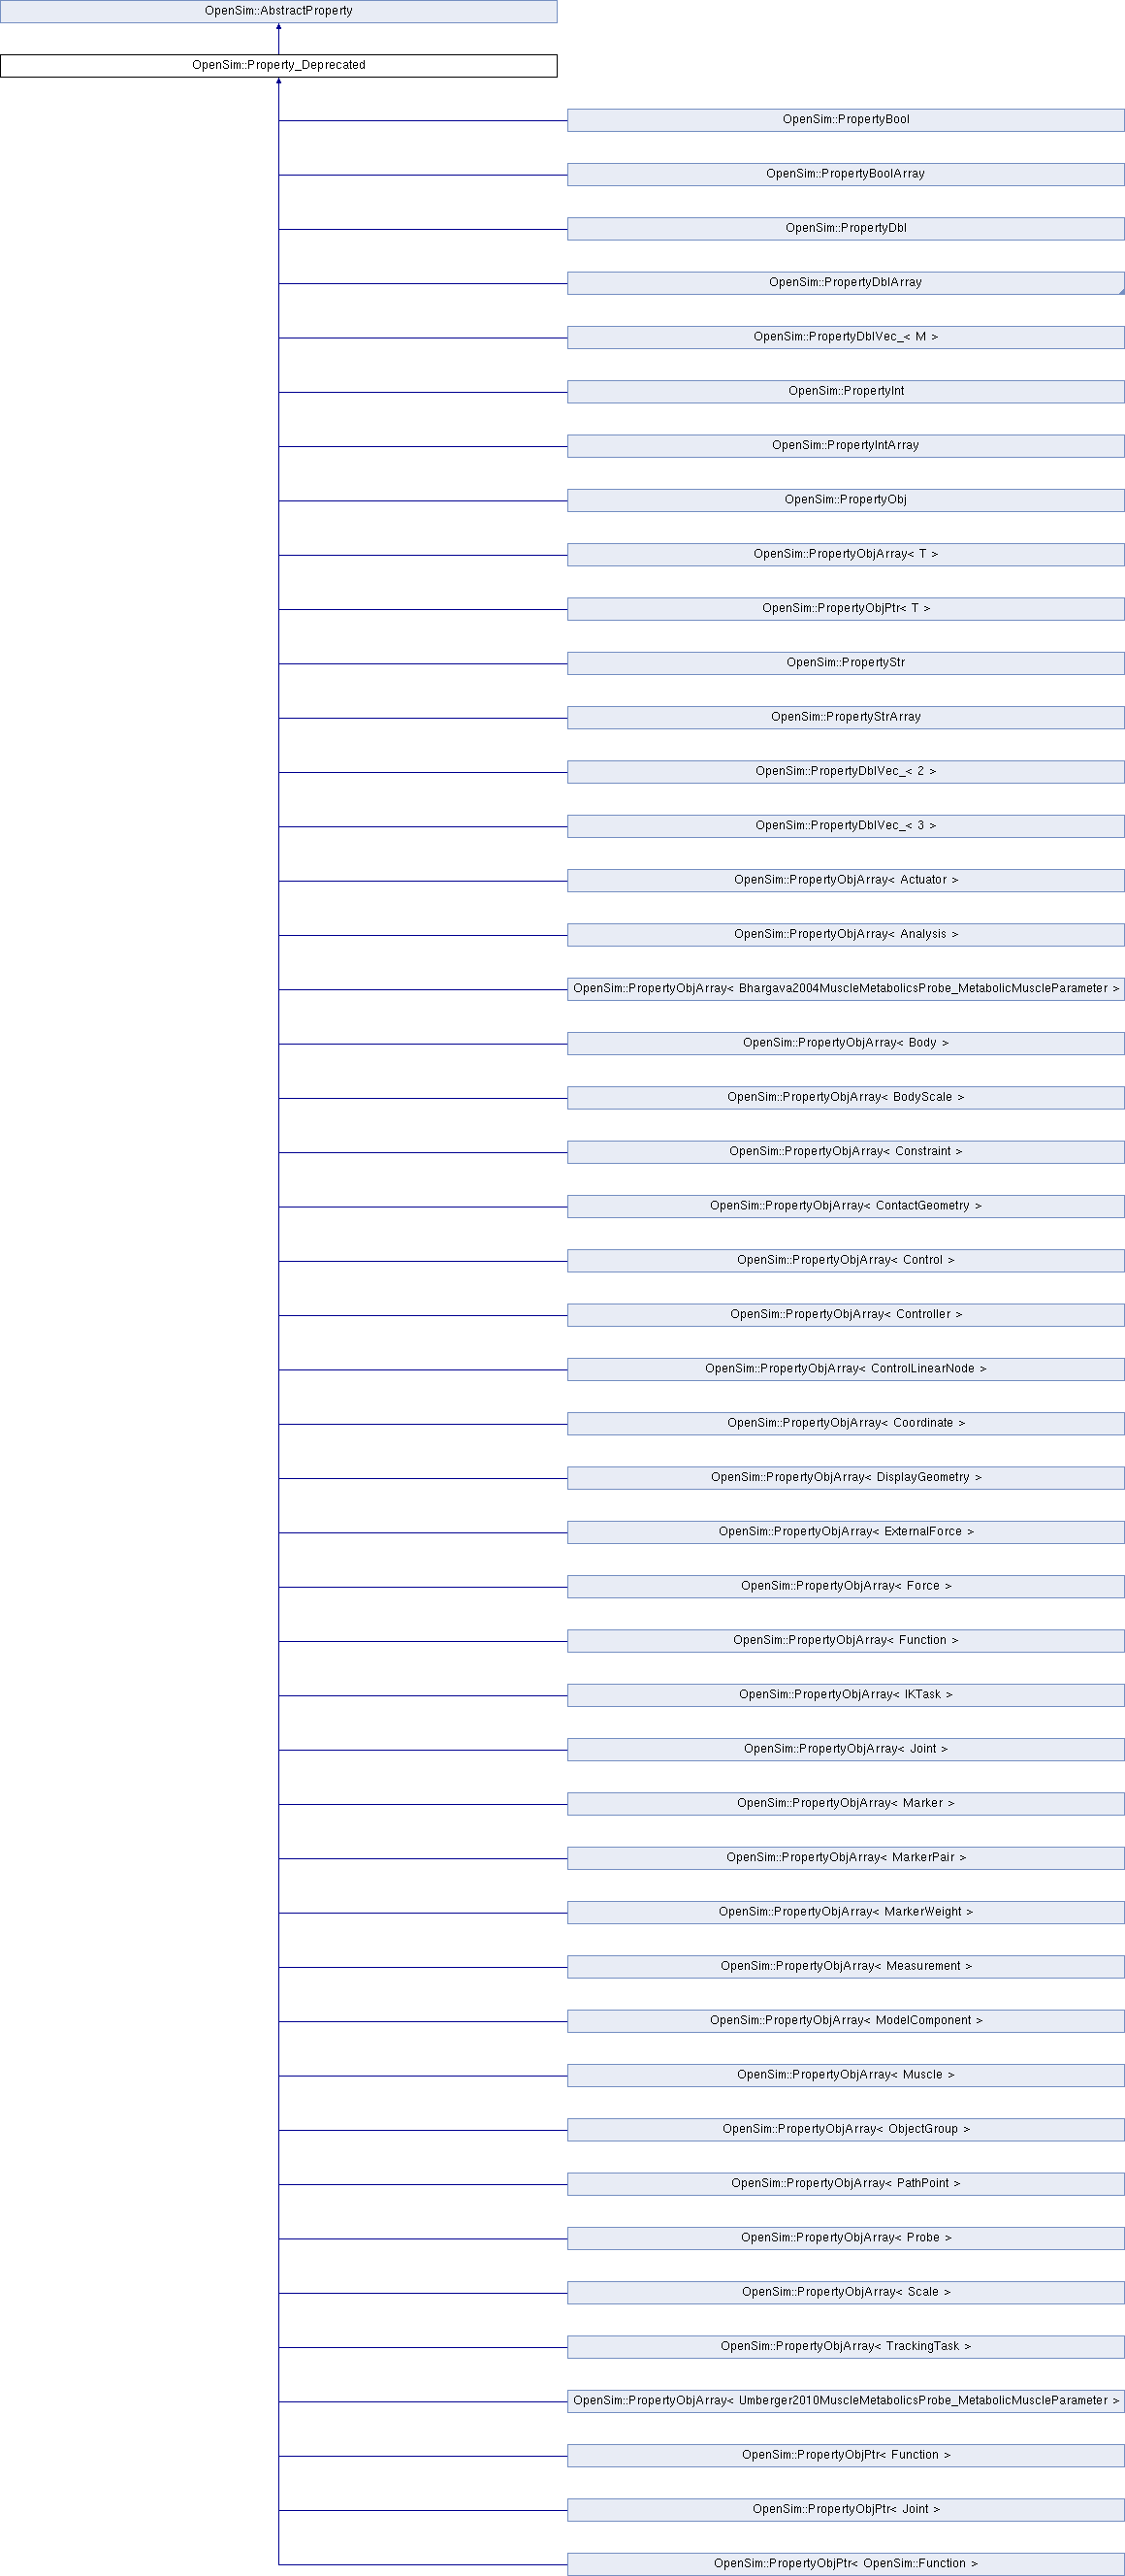 OpenSim::AbstractProperty
OpenSim::Property_Deprecated
OpenSim::PropertyBool
OpenSim::PropertyBoolArray
OpenSim::PropertyDbl
OpenSim::PropertyDblArray
OpenSim::PropertyDblVec_< M >
OpenSim::PropertyInt
OpenSim::PropertyIntArray
OpenSim::PropertyObj
OpenSim::PropertyObjArray< T >
OpenSim::PropertyObjPtr< T >
OpenSim::PropertyStr
OpenSim::PropertyStrArray
OpenSim::PropertyDblVec_< 2 >
OpenSim::PropertyDblVec_< 3 >
OpenSim::PropertyObjArray< Actuator >
OpenSim::PropertyObjArray< Analysis >
OpenSim::PropertyObjArray< Bhargava2004MuscleMetabolicsProbe_MetabolicMuscleParameter >
OpenSim::PropertyObjArray< Body >
OpenSim::PropertyObjArray< BodyScale >
OpenSim::PropertyObjArray< Constraint >
OpenSim::PropertyObjArray< ContactGeometry >
OpenSim::PropertyObjArray< Control >
OpenSim::PropertyObjArray< Controller >
OpenSim::PropertyObjArray< ControlLinearNode >
OpenSim::PropertyObjArray< Coordinate >
OpenSim::PropertyObjArray< DisplayGeometry >
OpenSim::PropertyObjArray< ExternalForce >
OpenSim::PropertyObjArray< Force >
OpenSim::PropertyObjArray< Function >
OpenSim::PropertyObjArray< IKTask >
OpenSim::PropertyObjArray< Joint >
OpenSim::PropertyObjArray< Marker >
OpenSim::PropertyObjArray< MarkerPair >
OpenSim::PropertyObjArray< MarkerWeight >
OpenSim::PropertyObjArray< Measurement >
OpenSim::PropertyObjArray< ModelComponent >
OpenSim::PropertyObjArray< Muscle >
OpenSim::PropertyObjArray< ObjectGroup >
OpenSim::PropertyObjArray< PathPoint >
OpenSim::PropertyObjArray< Probe >
OpenSim::PropertyObjArray< Scale >
OpenSim::PropertyObjArray< TrackingTask >
OpenSim::PropertyObjArray< Umberger2010MuscleMetabolicsProbe_MetabolicMuscleParameter >
OpenSim::PropertyObjPtr< Function >
OpenSim::PropertyObjPtr< Joint >
OpenSim::PropertyObjPtr< OpenSim::Function >